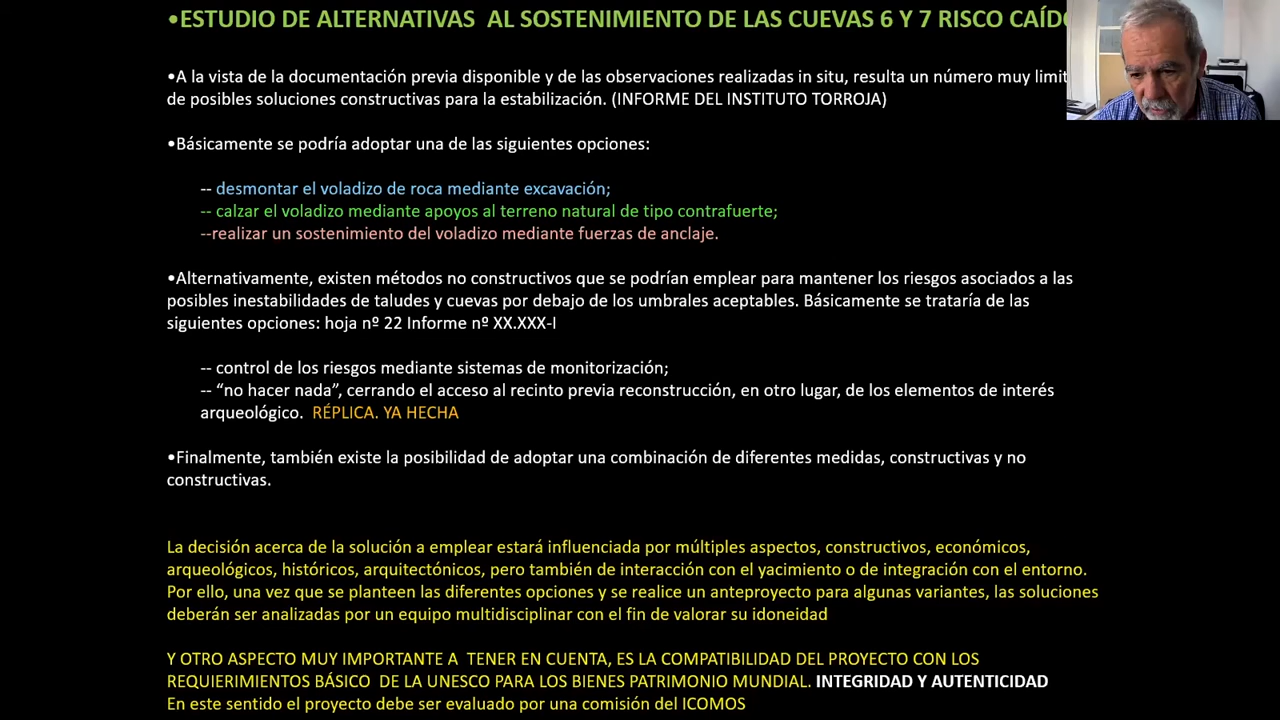 •ESTUDIO DE ALTERNATIVAS AL SOSTENIMIENTO DE LAS CUEVAS 6 Y 7 RISCO CAÍDO
•A la vista de la documentación previa disponible y de las observaciones realizadas in situ, resulta un número muy
de posibles soluciones constructivas para la estabilización. (INFORME DEL INSTITUTO TORROJA)
•Básicamente se podría adoptar una de las siguientes opciones:
-- desmontar el voladizo de roca mediante excavación;
-- calzar el voladizo mediante apoyos al terreno natural de tipo contrafuerte;
--realizar un sostenimiento del voladizo mediante fuerzas de anclaje.
•Alternativamente, existen métodos no constructivos que se podrían emplear para mantener los riesgos asociados a las
posibles inestabilidades de taludes y cuevas por debajo de los umbrales aceptables. Básicamente se trataría de las
siguientes opciones: hoja nº 22 Informe nº XX.XXX-I
-- control de los riesgos mediante sistemas de monitorización;
-- “no hacer nada”, cerrando el acceso al recinto previa reconstrucción, en otro lugar, de los elementos de interés
arqueológico. RÉPLICA. YA HECHA
•Finalmente, también existe la posibilidad de adoptar una combinación de diferentes medidas, constructivas y no
constructivas.
La decisión acerca de la solución a emplear estará influenciada por múltiples aspectos, constructivos, económicos,
arqueológicos, históricos, arquitectónicos, pero también de interacción con el yacimiento o de integración con el entorno.
Por ello, una vez que se planteen las diferentes opciones y se realice un anteproyecto para algunas variantes, las soluciones
deberán ser analizadas por un equipo multidisciplinar con el fin de valorar su idoneidad
Y OTRO ASPECTO MUY IMPORTANTE A TENER EN CUENTA, ES LA COMPATIBILIDAD DEL PROYECTO CON LOS
REQUIERIMIENTOS BÁSICO DE LA UNESCO PARA LOS BIENES PATRIMONIO MUNDIAL. INTEGRIDAD Y AUTENTICIDAD
En este sentido el proyecto debe ser evaluado por una comisión del ICOMOS